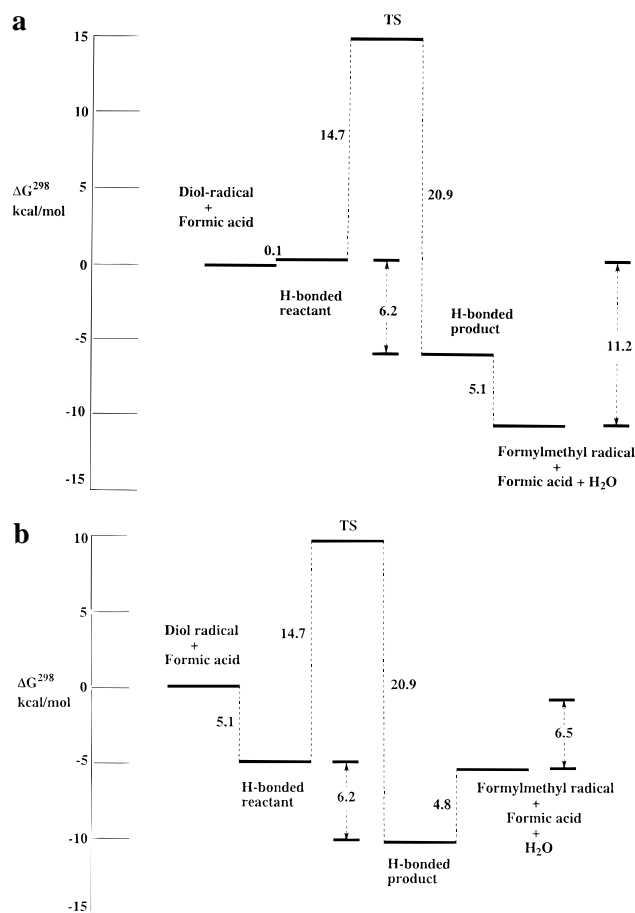 a
TS
15
10
14.7
ΔG²⁹⁸
kcal/mol
5
20.9
Diol-radical
+
Formic acid
0.1
0
H-bonded
reactant
6.2
H-bonded
product
11.2
-5
5.1
-10
Formylmethyl radical
+
Formic acid + H₂O
-15
b
TS
10
5
14.7
Diol radical
+
Formic acid
ΔG²⁹⁸
kcal/mol
0
20.9
5.1
6.5
-5
H-bonded
reactant
6.2
4.8
Formylmethyl radical
+
Formic acid
+
H₂O
-10
H-bonded
product
-15